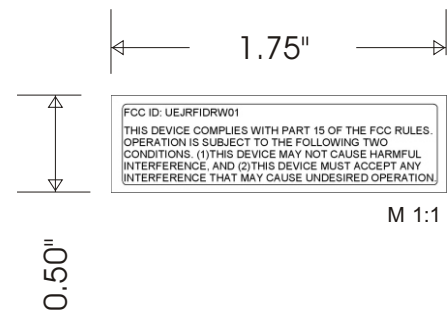 1.75"
FCC ID: UEJRFIDRW01
THIS DEVICE COMPLIES WITH PART 15 OF THE FCC RULES.
OPERATION IS SUBJECT TO THE FOLLOWING TWO
CONDITIONS. (1)THIS DEVICE MAY NOT CAUSE HARMFUL
INTERFERENCE, AND (2)THIS DEVICE MUST ACCEPT ANY
INTERFERENCE THAT MAY CAUSE UNDESIRED OPERATION.
M 1:1
0.50"